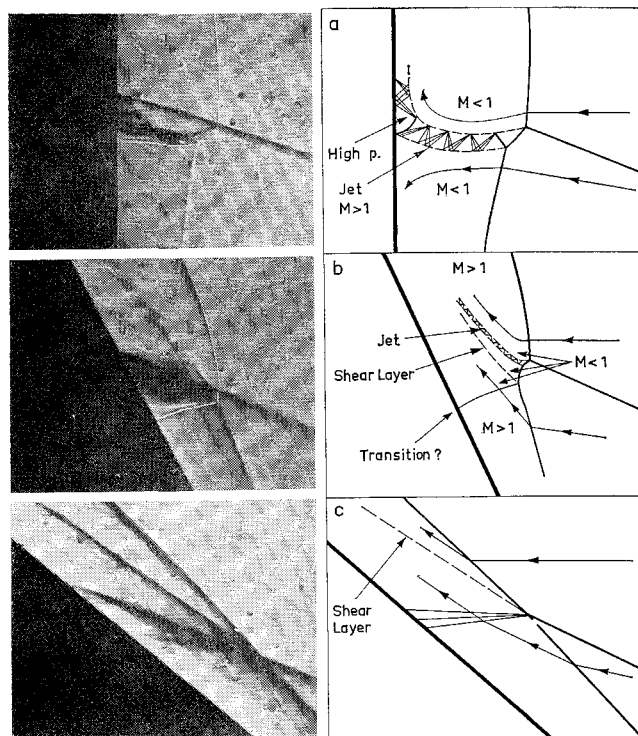 a
M < 1
High p.
Jet
M > 1
M < 1
b
M > 1
Jet
Shear Layer
M < 1
M > 1
Transition ?
c
Shear
Layer